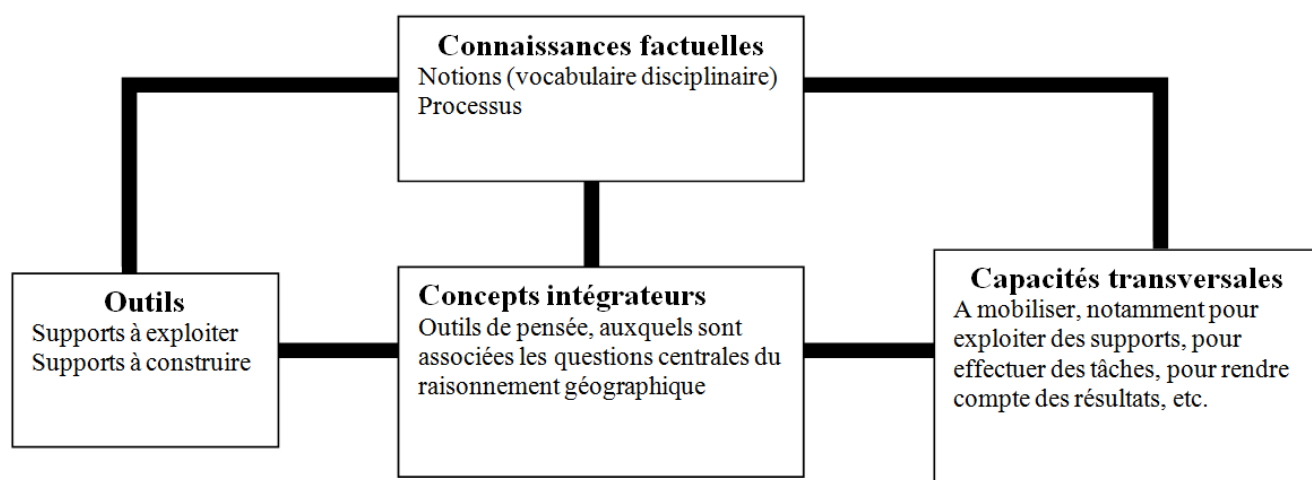 Connaissances factuelles
Notions (vocabulaire disciplinaire)
Processus
Outils
Supports à exploiter
Supports à construire
Concepts intégrateurs
Outils de pensée, auxquels sont
associées les questions centrales du
raisonnement géographique
Capacités transversales
A mobiliser, notamment pour
exploiter des supports, pour
effectuer des tâches, pour rendre
compte des résultats, etc.